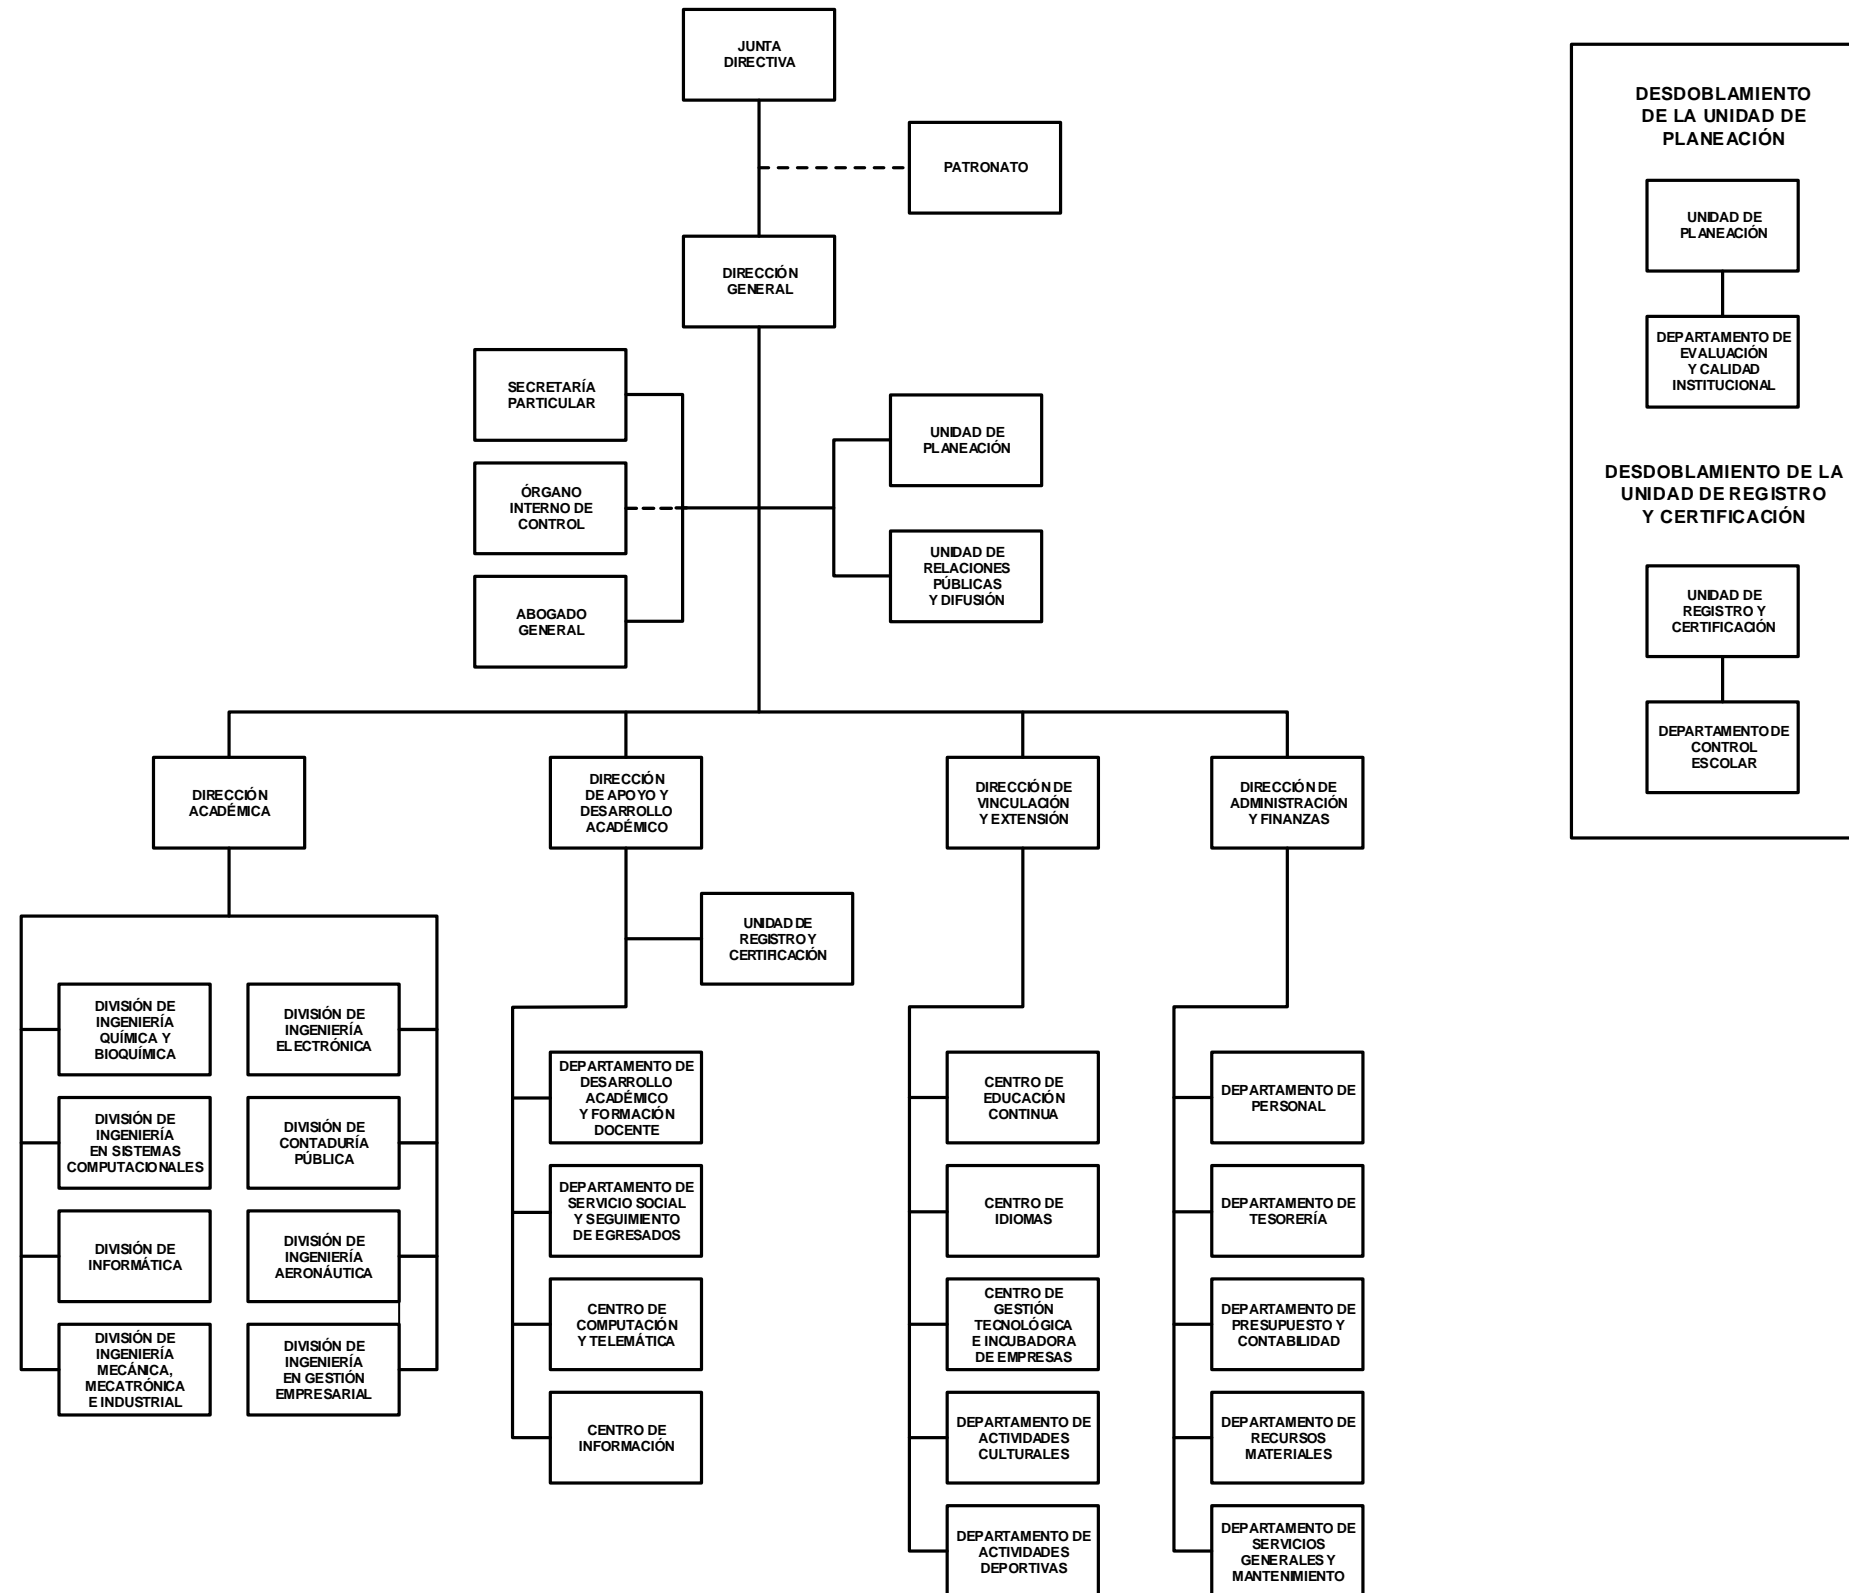 JUNTA
DIRECTIVA
PATRONATO
DIRECCIÓN
GENERAL
SECRETARÍA
PARTICULAR
ÓRGANO
INTERNO DE
CONTROL
ABOGADO
GENERAL
UNIDAD DE
PLANEACIÓN
UNIDAD DE
RELACIONES
PÚBLICAS
Y DIFUSIÓN
DIRECCIÓN
ACADÉMICA
DIRECCIÓN
DE APOYO Y
DESARROLLO
ACADÉMICO
DIRECCIÓN DE
VINCULACIÓN
Y EXTENSIÓN
DIRECCIÓN DE
ADMINISTRACIÓN
Y FINANZAS
UNIDAD DE
REGISTRO Y
CERTIFICACIÓN
DIVISIÓN DE
INGENIERÍA
QUÍMICA Y
BIOQUÍMICA
DIVISIÓN DE
INGENIERÍA
EN SISTEMAS
COMPUTACIONALES
DIVISIÓN DE
INFORMÁTICA
DIVISIÓN DE
INGENIERÍA
MECÁNICA,
MECATRÓNICA
E INDUSTRIAL
DIVISIÓN DE
INGENIERÍA
ELECTRÓNICA
DIVISIÓN DE
CONTADURÍA
PÚBLICA
DIVISIÓN DE
INGENIERÍA
AERONÁUTICA
DIVISIÓN DE
INGENIERÍA
EN GESTIÓN
EMPRESARIAL
DEPARTAMENTO DE
DESARROLLO
ACADÉMICO
Y FORMACIÓN
DOCENTE
DEPARTAMENTO DE
SERVICIO SOCIAL
Y SEGUIMIENTO
DE EGRESADOS
CENTRO DE
COMPUTACIÓN
Y TELEMÁTICA
CENTRO DE
INFORMACIÓN
CENTRO DE
EDUCACIÓN
CONTINUA
CENTRO DE
IDIOMAS
CENTRO DE
GESTIÓN
TECNOLÓGICA
E INCUBADORA
DE EMPRESAS
DEPARTAMENTO DE
ACTIVIDADES
CULTURALES
DEPARTAMENTO DE
ACTIVIDADES
DEPORTIVAS
DEPARTAMENTO DE
PERSONAL
DEPARTAMENTO DE
TESORERÍA
DEPARTAMENTO DE
PRESUPUESTO Y
CONTABILIDAD
DEPARTAMENTO DE
RECURSOS
MATERIALES
DEPARTAMENTO DE
SERVICIOS
GENERALES Y
MANTENIMIENTO
DESDOBLAMIENTO
DE LA UNIDAD DE
PLANEACIÓN
UNIDAD DE
PLANEACIÓN
DEPARTAMENTO DE
EVALUACIÓN
Y CALIDAD
INSTITUCIONAL
DESDOBLAMIENTO DE LA
UNIDAD DE REGISTRO
Y CERTIFICACIÓN
UNIDAD DE
REGISTRO Y
CERTIFICACIÓN
DEPARTAMENTO DE
CONTROL
ESCOLAR